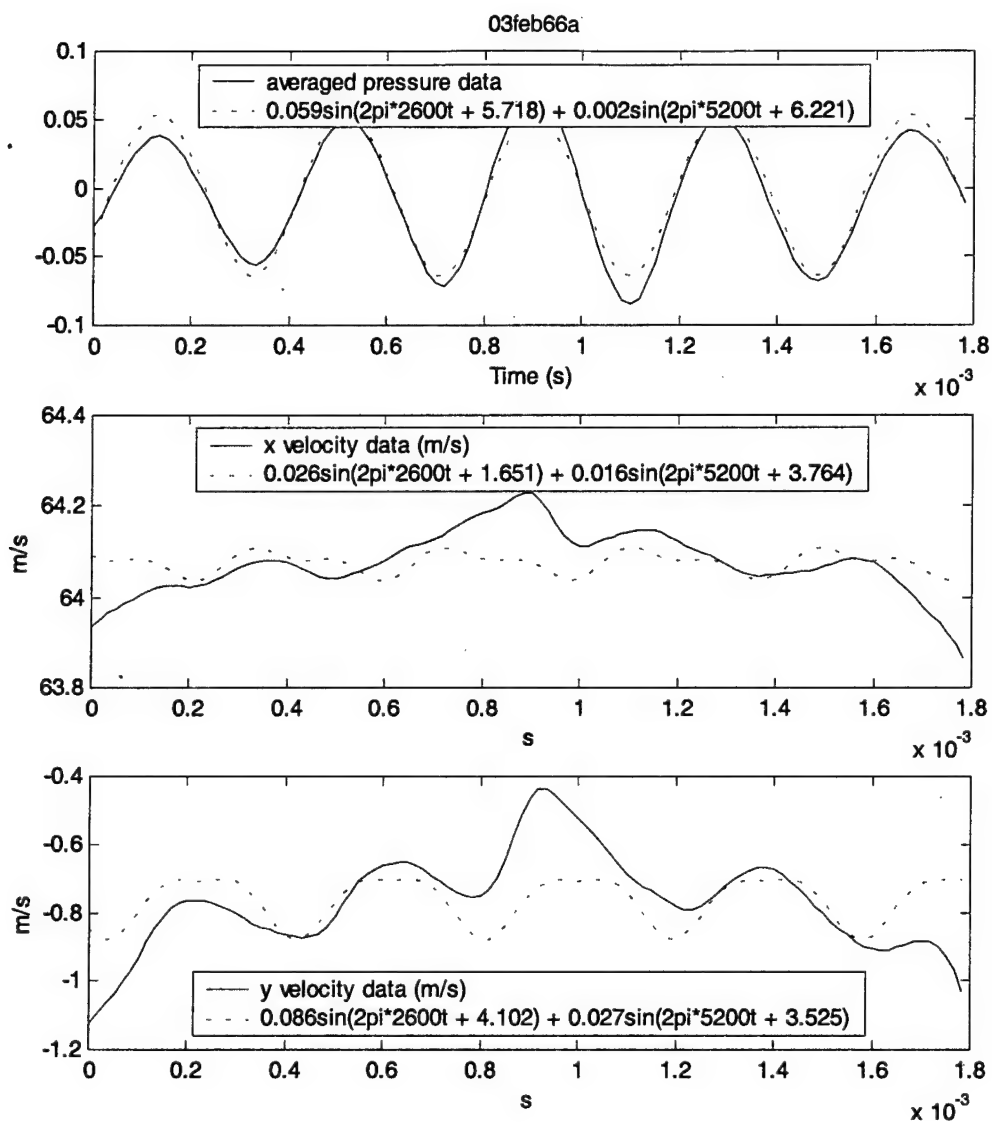 03feb66a
0.1
0.05
0
-0.05
-0.1
averaged pressure data
0.059sin(2pi*2600t + 5.718) + 0.002sin(2pi*5200t + 6.221)
0 0.2 0.4 0.6 0.8 1 1.2 1.4 1.6 1.8
Time (s)
x 10-3
64.4
64.2
64
63.8
m/s
x velocity data (m/s)
0.026sin(2pi*2600t + 1.651) + 0.016sin(2pi*5200t + 3.764)
0 0.2 0.4 0.6 0.8 1 1.2 1.4 1.6 1.8
s
x 10-3
-0.4
-0.6
-0.8
-1
-1.2
m/s
y velocity data (m/s)
0.086sin(2pi*2600t + 4.102) + 0.027sin(2pi*5200t + 3.525)
0 0.2 0.4 0.6 0.8 1 1.2 1.4 1.6 1.8
s
x 10-3